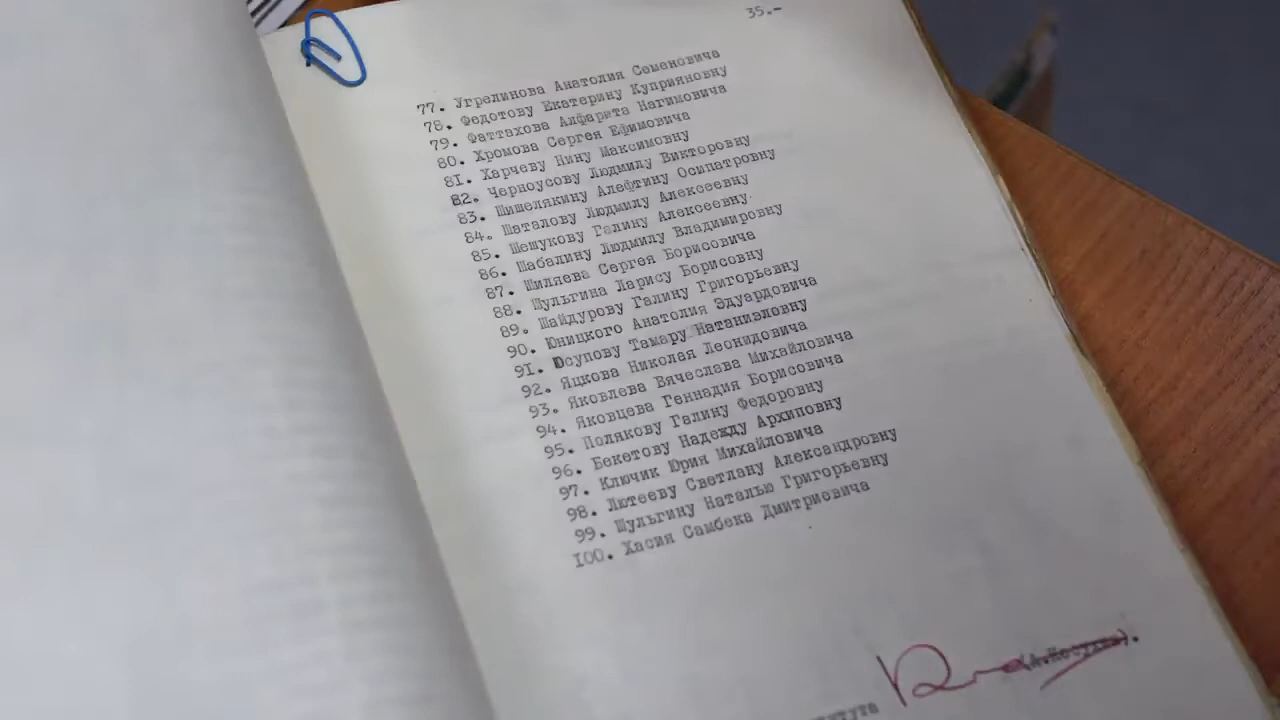 35.-
77. Угрелинова Анатолия Семеновича
78. Федотову Екатерину Куприяновну
79. Фаттахова Алфарита Нагимовича
80. Хромова Сергея Ефимовича
81. Харчеву Нину Максимовну
82. Черноусову Людмилу Викторовну
83. Шишелякину Алефтину Осипатровну
84. Шаталову Людмилу Алексеевну
85. Шешукову Галину Алексеевну
86. Шабалину Людмилу Владимировну
87. Шиляева Сергея Борисовича
88. Шульгина Ларису Борисовну
89. Шайдурову Галину Григорьевну
90. Юницкого Анатолия Эдуардовича
91. Юсупову Тамару Натаниэловну
92. Яцкова Николая Леонидовича
93. Яковлева Вячеслава Михайловича
94. Яковцева Геннадия Борисовича
95. Полякову Галину Федоровну
96. Бекетову Надежду Архиповну
97. Ключик Юрия Михайловича
98. Лютееву Светлану Александровну
99. Шульгину Наталью Григорьевну
100. Хасия Самбека Дмитриевича